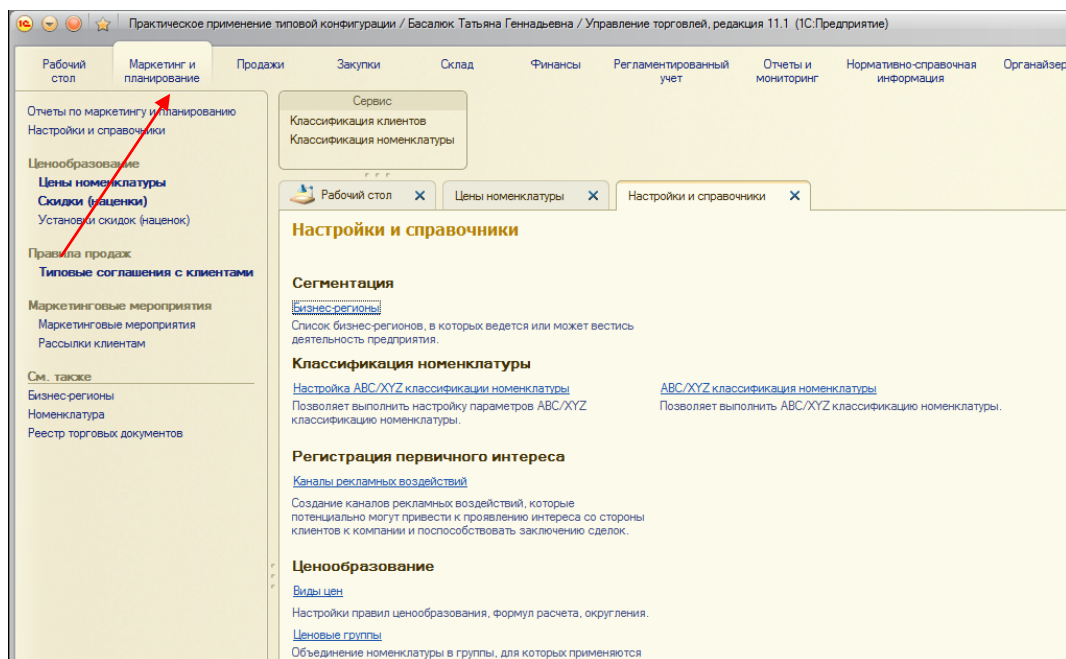 Практическое применение типовой конфигурации / Басалюк Татьяна Геннадьевна / Управление торговлей, редакция 11.1 (1С:Предприятие)
Рабочий стол
Маркетинг и планирование
Продажи
Закупки
Склад
Финансы
Регламентированный учет
Отчеты и мониторинг
Нормативно-справочная информация
Органайзер
Отчеты по маркетингу и планированию
Настройки и справочники
Ценообразование
Цены номенклатуры
Скидки (наценки)
Установки скидок (наценок)
Правила продаж
Типовые соглашения с клиентами
Маркетинговые мероприятия
Маркетинговые мероприятия
Рассылки клиентам
См. также
Бизнес-регионы
Номенклатура
Реестр торговых документов
Сервис
Классификация клиентов
Классификация номенклатуры
Рабочий стол
Цены номенклатуры
Настройки и справочники
Настройки и справочники
Сегментация
Бизнес-регионы
Список бизнес-регионов, в которых ведется или может вестись
деятельность предприятия.
Классификация номенклатуры
Настройка ABC/XYZ классификации номенклатуры
Позволяет выполнить настройку параметров ABC/XYZ
классификацию номенклатуры.
ABC/XYZ классификация номенклатуры
Позволяет выполнить ABC/XYZ классификацию номенклатуры.
Регистрация первичного интереса
Каналы рекламных воздействий
Создание каналов рекламных воздействий, которые
потенциально могут привести к проявлению интереса со стороны
клиентов к компании и поспособствовать заключению сделок.
Ценообразование
Виды цен
Настройки правил ценообразования, формул расчета, округления.
Ценовые группы
Объединение номенклатуры в группы, для которых применяются